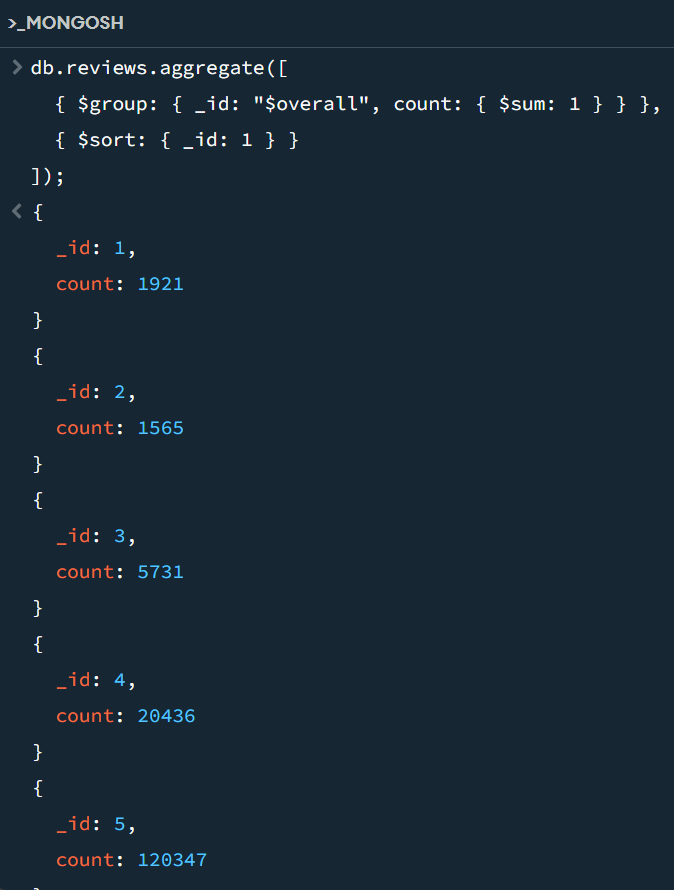 >_MONGOSH
> db.reviews.aggregate([
{ $group: { _id: "$overall", count: { $sum: 1 } } },
{ $sort: { _id: 1 } }
]);
< {
_id: 1,
count: 1921
}
{
_id: 2,
count: 1565
}
{
_id: 3,
count: 5731
}
{
_id: 4,
count: 20436
}
{
_id: 5,
count: 120347